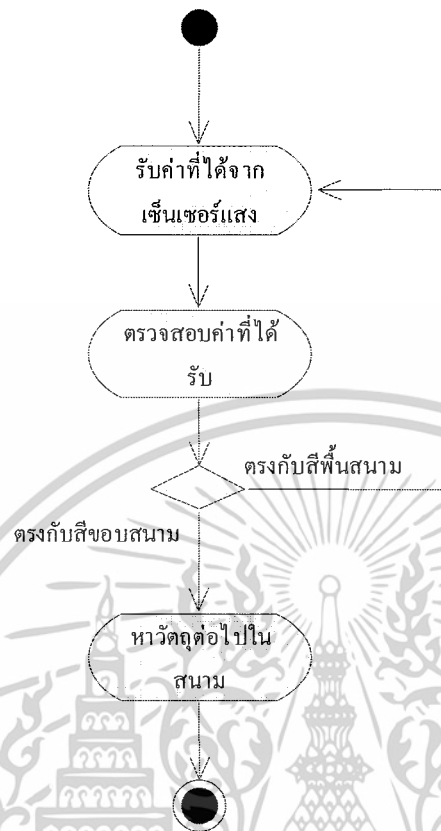 รับค่าที่ได้จาก
เซ็นเซอร์แสง
ตรวจสอบค่าที่ได้
รับ
ตรงกับสีพื้นสนาม
ตรงกับสีขอบสนาม
หาวัตถุต่อไปใน
สนาม